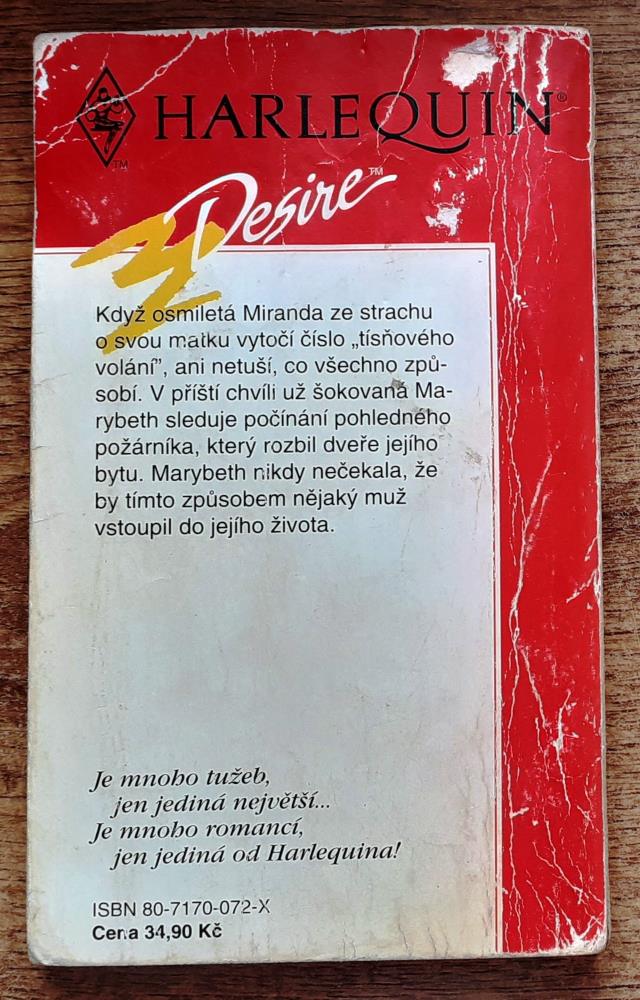 HARLEQUIN®
TM
Desire™
Když osmiletá Miranda ze strachu
o svou matku vytočí číslo „tísňového
volání", ani netuší, co všechno způ-
sobí. V příští chvíli už šokovaná Ma-
rybeth sleduje počínání pohledného
požárníka, který rozbil dveře jejího
bytu. Marybeth nikdy nečekala, že
by tímto způsobem nějaký muž
vstoupil do jejího života.
Je mnoho tužeb,
jen jediná největší...
Je mnoho romancí,
jen jediná od Harlequina!
ISBN 80-7170-072-X
Cena 34,90 Kč